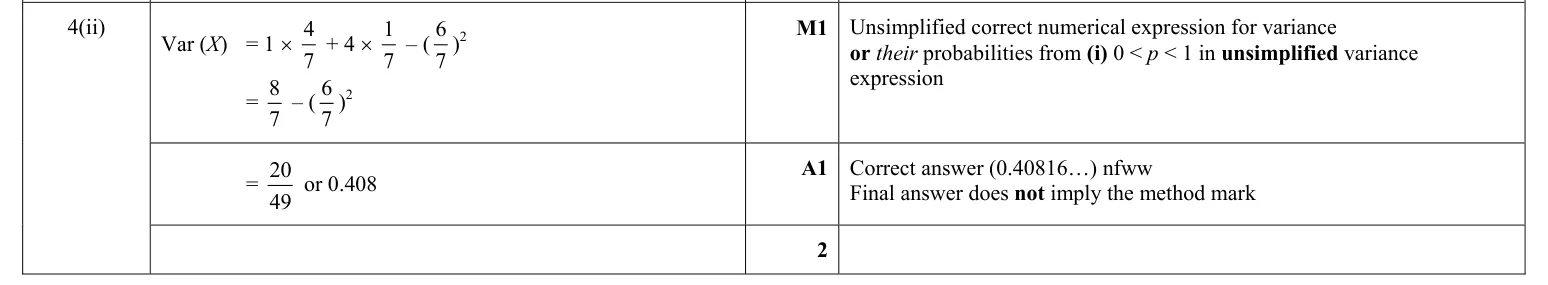 4(ii)
Var (X) = 1 × 4/7 + 4 × 1/7 – (6/7)²
= 8/7 – (6/7)²
M1
Unsimplified correct numerical expression for variance
or their probabilities from (i) 0 < p < 1 in unsimplified variance
expression
= 20/49 or 0.408
A1
Correct answer (0.40816…) nfww
Final answer does not imply the method mark
2